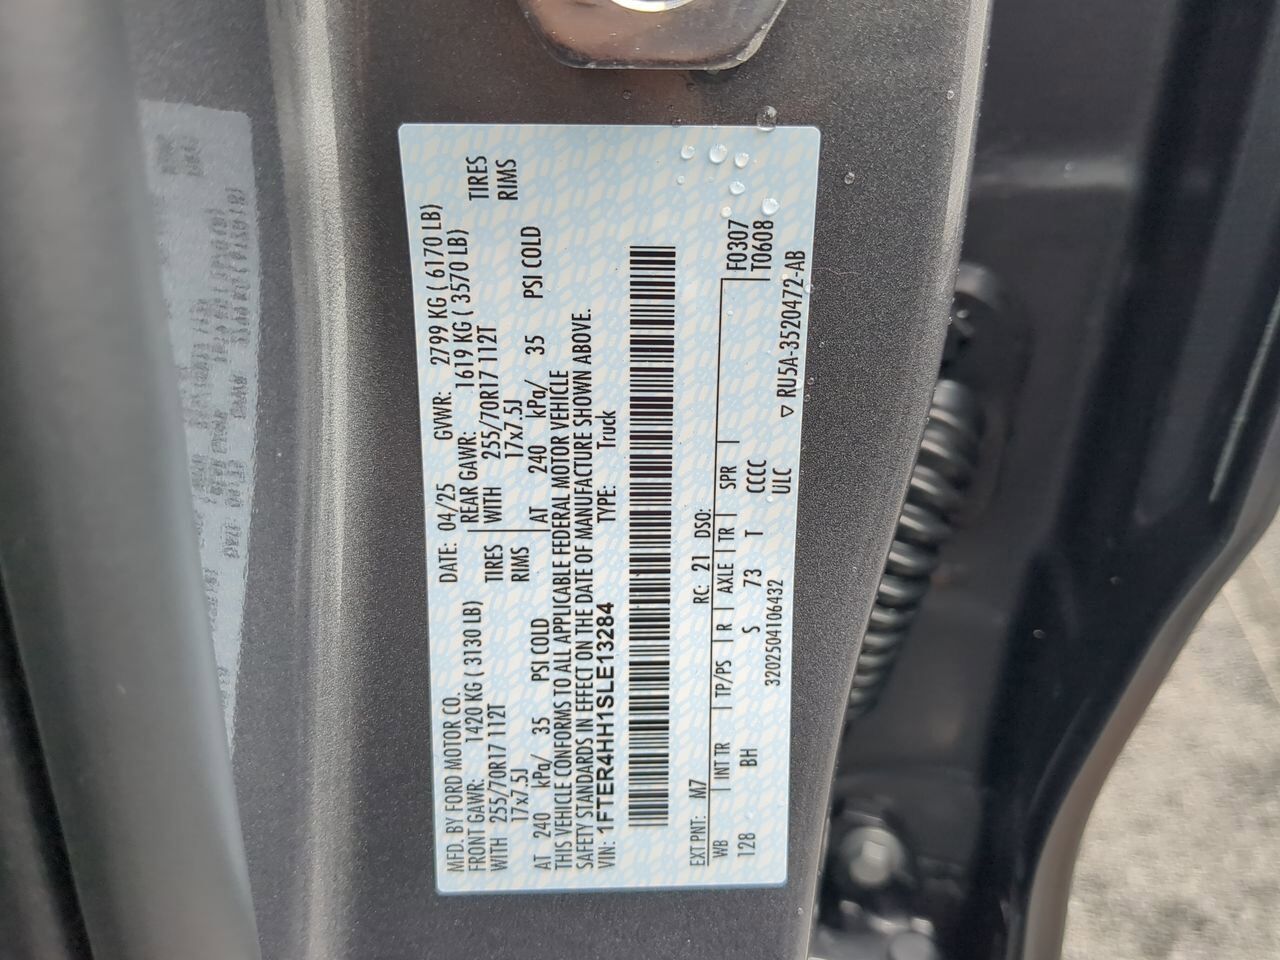 MFD. BY FORD MOTOR CO.
DATE: 04/25 GVWR: 2799 KG ( 6170 LB)
FRONT GAWR: 1420 KG ( 3130 LB) REAR GAWR: 1619 KG ( 3570 LB)
WITH 255/70R17 112T TIRES WITH 255/70R17 112T TIRES
17x7.5J RIMS 17x7.5J RIMS
AT 240 kPa/ 35 PSI COLD AT 240 kPa/ 35 PSI COLD
THIS VEHICLE CONFORMS TO ALL APPLICABLE FEDERAL MOTOR VEHICLE
SAFETY STANDARDS IN EFFECT ON THE DATE OF MANUFACTURE SHOWN ABOVE.
VIN: 1FTER4HH1SLE13284 TYPE: Truck
EXT PNT: M7 RC: 21 DSO:
WB INT TR TP/PS R AXLE TR SPR F0307
128 BH S 73 T CCCC T0608
3202504106432 ULC ▽ RU5A-3520472-AB